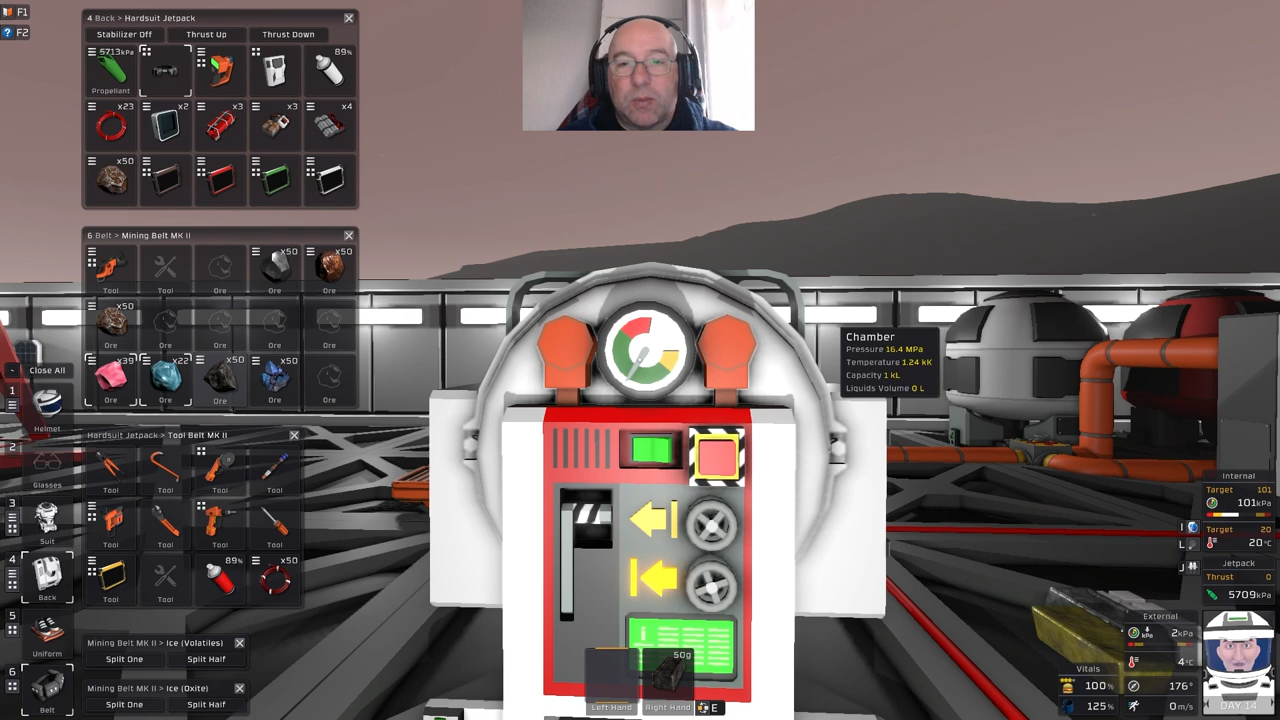 F1
F2
4 Back > Hardsuit Jetpack
Stabilizer Off
Thrust Up
Thrust Down
5713kPa
89%
Propellant
x23
x2
x3
x3
x4
x50
6 Belt > Mining Belt MK II
x50
x50
Tool
Tool
Ore
Ore
Ore
x50
Ore
Ore
Ore
Ore
Ore
x39
x22
x50
x50
Ore
Ore
Ore
Ore
Ore
Close All
1
Helmet
2
Glasses
3
Suit
4
Back
5
Uniform
6
Belt
Hardsuit Jetpack > Tool Belt MK II
Tool
Tool
Tool
Tool
Tool
Tool
Tool
Tool
89%
x50
Tool
Tool
Mining Belt MK II > Ice (Volatiles)
Split One
Split Half
Mining Belt MK II > Ice (Oxite)
Split One
Split Half
Chamber
Pressure 16.4 MPa
Temperature 1.24 kK
Capacity 1 kL
Liquids Volume 0 L
50g
Left Hand
Right Hand
E
Internal
Target 101
101kPa
Target 20
20°C
I
L
J
Jetpack
Thrust 0
5709kPa
External
kPa
2kPa
4°C
Vitals
100%
176°
125%
0m/s
DAY 14